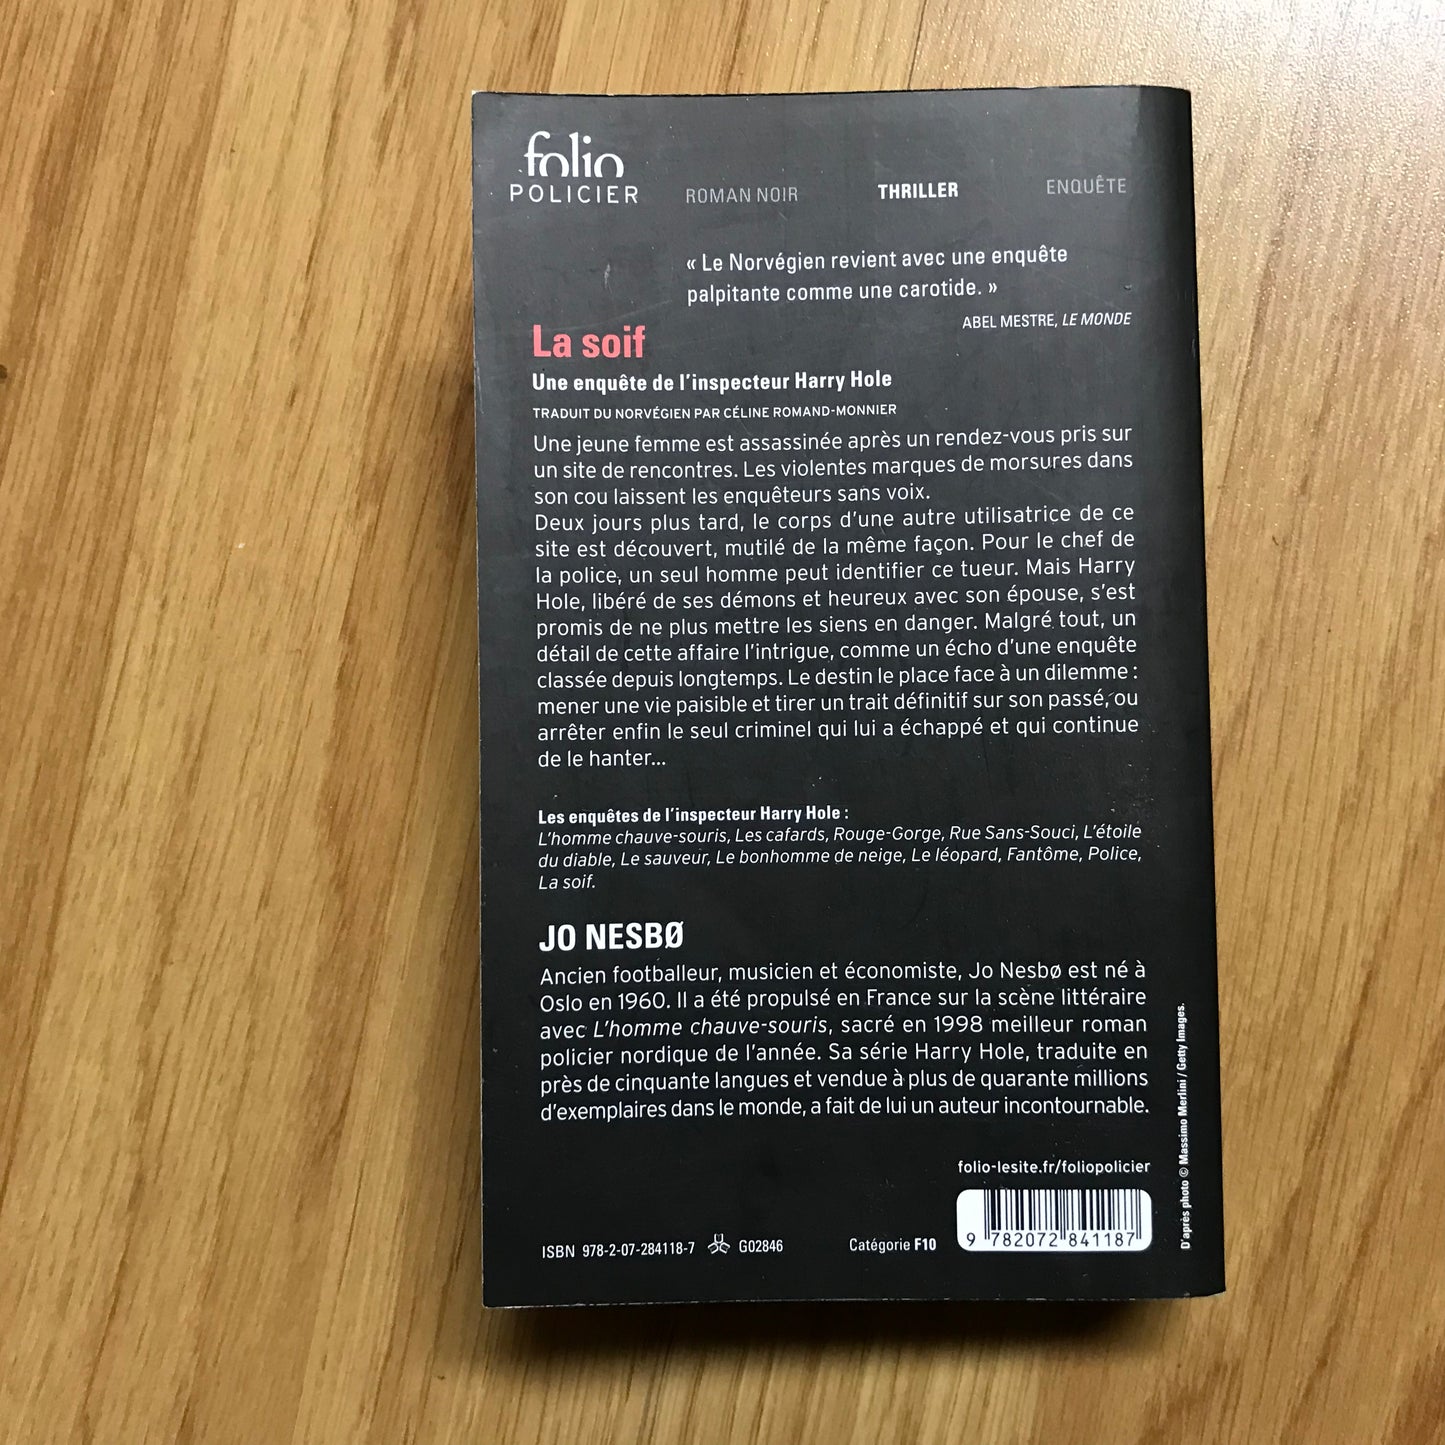 folio
POLICIER
ROMAN NOIR THRILLER ENQUÊTE
« Le Norvégien revient avec une enquête
palpitante comme une carotide. »
ABEL MESTRE, LE MONDE
La soif
Une enquête de l'inspecteur Harry Hole
TRADUIT DU NORVÉGIEN PAR CÉLINE ROMAND-MONNIER
Une jeune femme est assassinée après un rendez-vous pris sur
un site de rencontres. Les violentes marques de morsures dans
son cou laissent les enquêteurs sans voix.
Deux jours plus tard, le corps d'une autre utilisatrice de ce
site est découvert, mutilé de la même façon. Pour le chef de
la police, un seul homme peut identifier ce tueur. Mais Harry
Hole, libéré de ses démons et heureux avec son épouse, s'est
promis de ne plus mettre les siens en danger. Malgré tout, un
détail de cette affaire l'intrigue, comme un écho d'une enquête
classée depuis longtemps. Le destin le place face à un dilemme :
mener une vie paisible et tirer un trait définitif sur son passé, ou
arrêter enfin le seul criminel qui lui a échappé et qui continue
de le hanter...
Les enquêtes de l'inspecteur Harry Hole :
L'homme chauve-souris, Les cafards, Rouge-Gorge, Rue Sans-Souci, L'étoile
du diable, Le sauveur, Le bonhomme de neige, Le léopard, Fantôme, Police,
La soif.
JO NESBØ
Ancien footballeur, musicien et économiste, Jo Nesbø est né à
Oslo en 1960. Il a été propulsé en France sur la scène littéraire
avec L'homme chauve-souris, sacré en 1998 meilleur roman
policier nordique de l'année. Sa série Harry Hole, traduite en
près de cinquante langues et vendue à plus de quarante millions
d'exemplaires dans le monde, a fait de lui un auteur incontournable.
D'après photo © Massimo Merlini / Getty Images.
folio-lesite.fr/foliopolicier
ISBN 978-2-07-284118-7 G02846 Catégorie F10
9 782072 841187